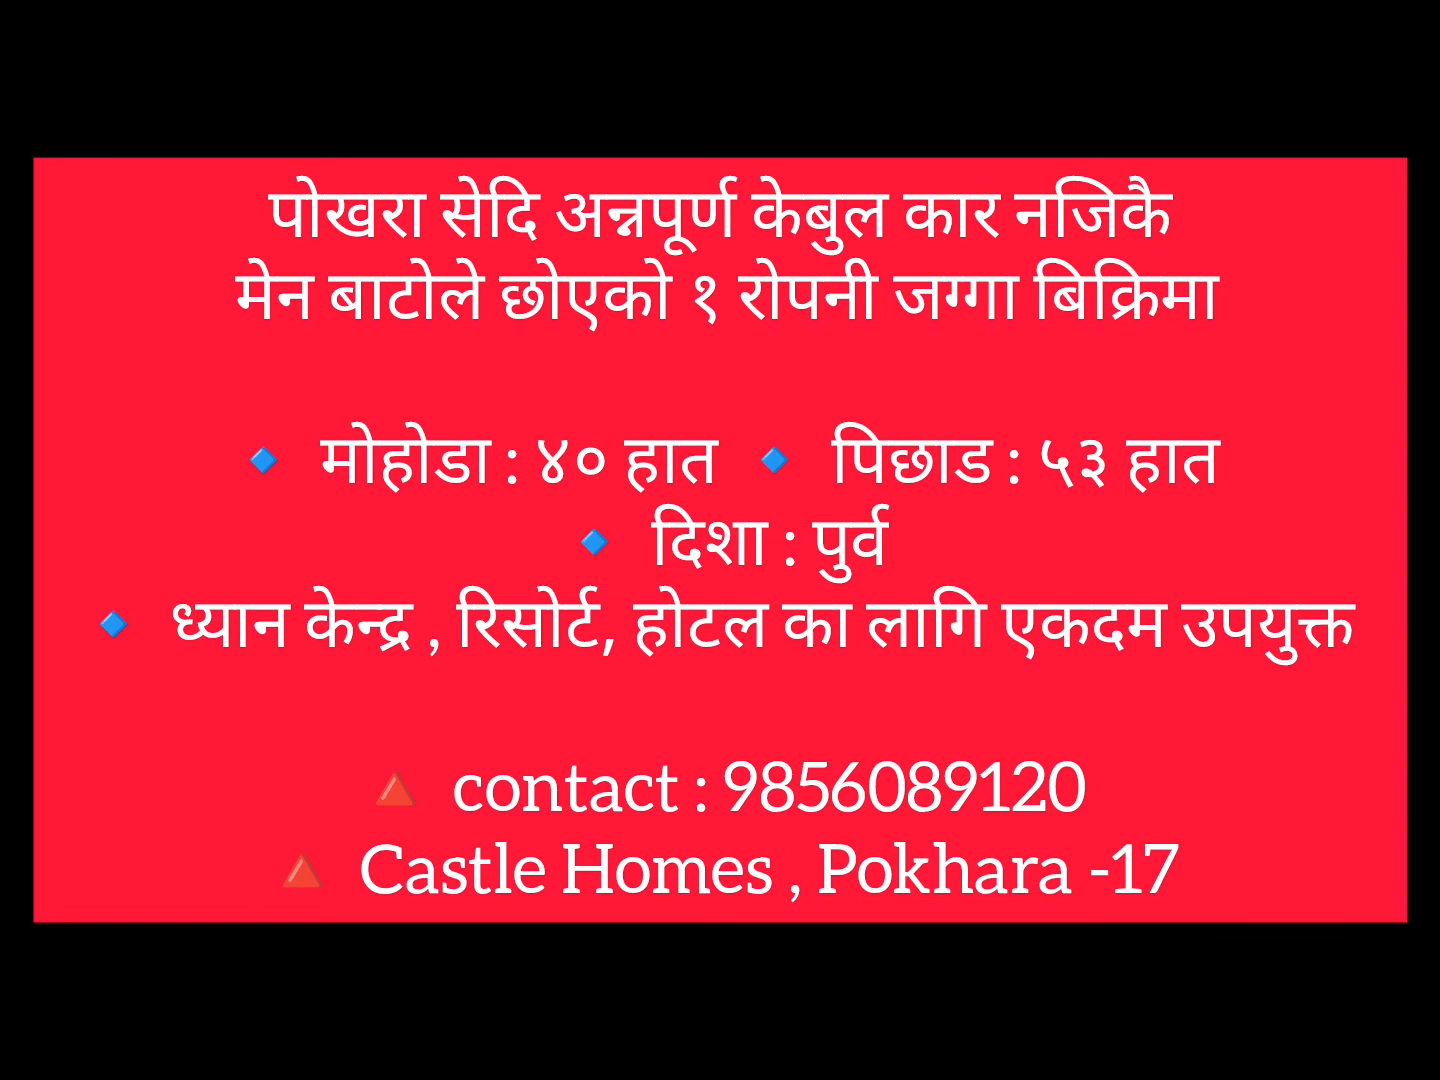 पोखरा सेदि अन्नपूर्ण केबुल कार नजिकै
मेन बाटोले छोएको १ रोपनी जग्गा बिक्रिमा
🔹 मोहोडा : ४० हात 🔹 पिछाड : ५३ हात
🔹 दिशा : पुर्व
🔹 ध्यान केन्द्र , रिसोर्ट, होटल का लागि एकदम उपयुक्त
🔺 contact : 9856089120
🔺 Castle Homes , Pokhara -17